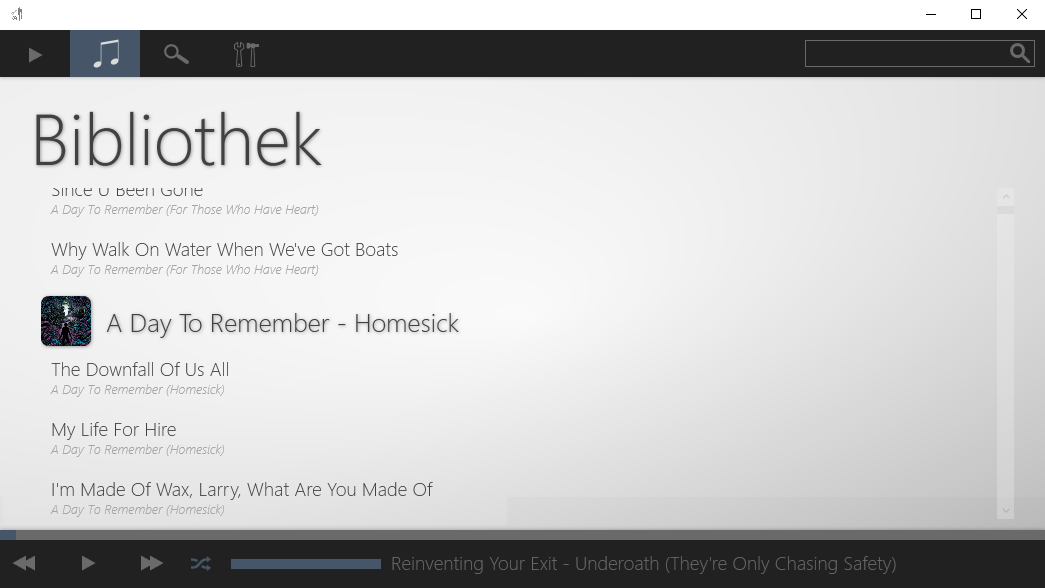 Bibliothek
Since U Been Gone
A Day To Remember (For Those Who Have Heart)
Why Walk On Water When We've Got Boats
A Day To Remember (For Those Who Have Heart)
A Day To Remember - Homesick
The Downfall Of Us All
A Day To Remember (Homesick)
My Life For Hire
A Day To Remember (Homesick)
I'm Made Of Wax, Larry, What Are You Made Of
A Day To Remember (Homesick)
Reinventing Your Exit - Underoath (They're Only Chasing Safety)